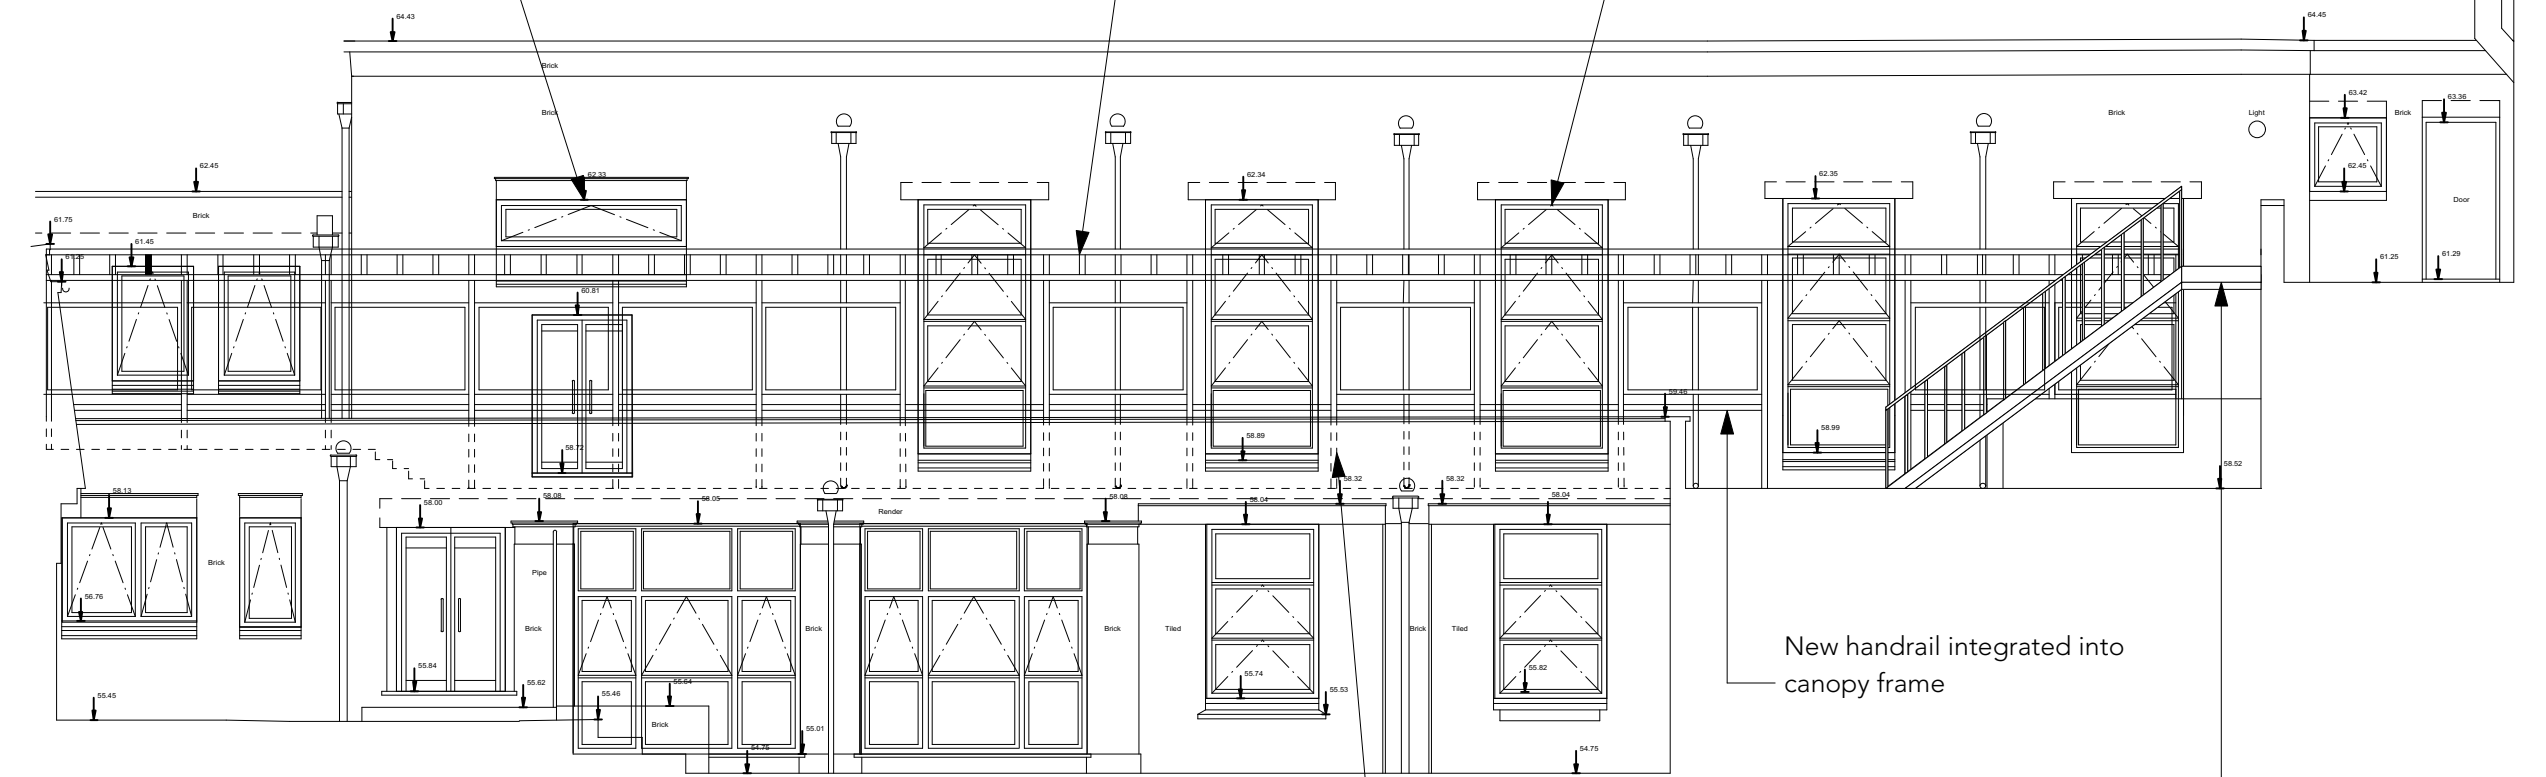 64.43
64.45
Brick
63.42
63.36
Brick
Brick
Light
Brick
62.45
62.33
62.34
62.35
62.45
Door
Brick
61.75
61.45
61.25
61.25
61.29
60.81
59.46
58.89
58.99
58.72
58.32
58.32
58.52
58.13
58.00
58.08
58.05
58.08
58.04
58.04
Render
Brick
Pipe
56.76
Brick
Brick
Brick
Tiled
Brick
Tiled
New handrail integrated into
canopy frame
55.84
55.62
55.46
55.64
55.74
55.53
55.82
55.45
Brick
55.01
54.75
54.75